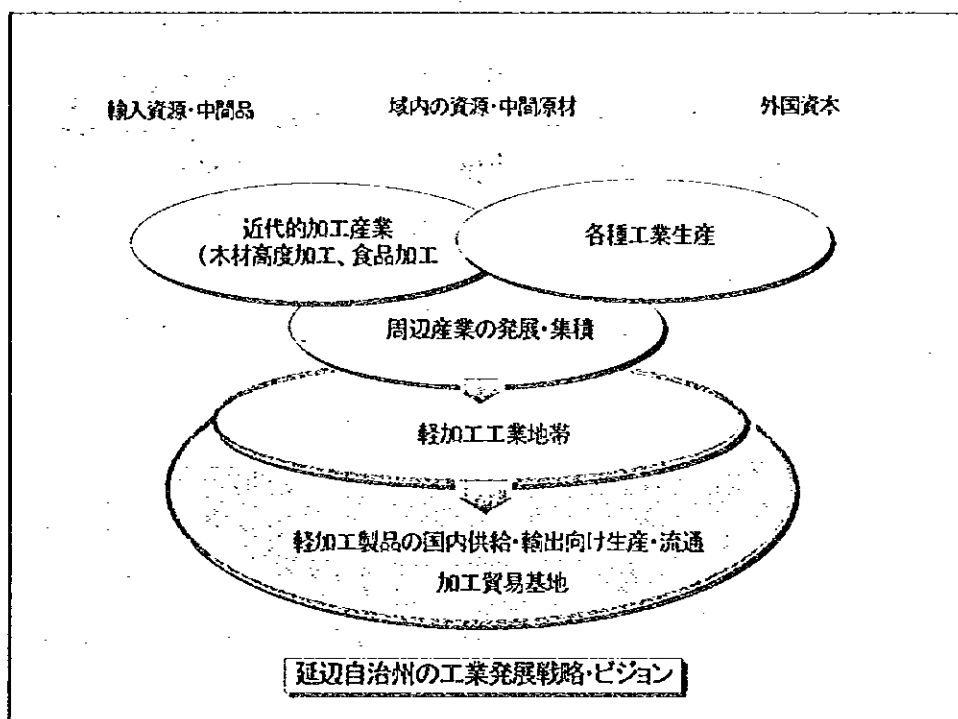 輸入資源・中間品
域内の資源・中間原材
外国資本
近代的加工産業
(木材高度加工、食品加工
各種工業生産
周辺産業の発展・集積
軽加工工業地帯
軽加工製品の国内供給・輸出向け生産・流通
加工貿易基地
延辺自治州の工業発展戦略・ビジョン